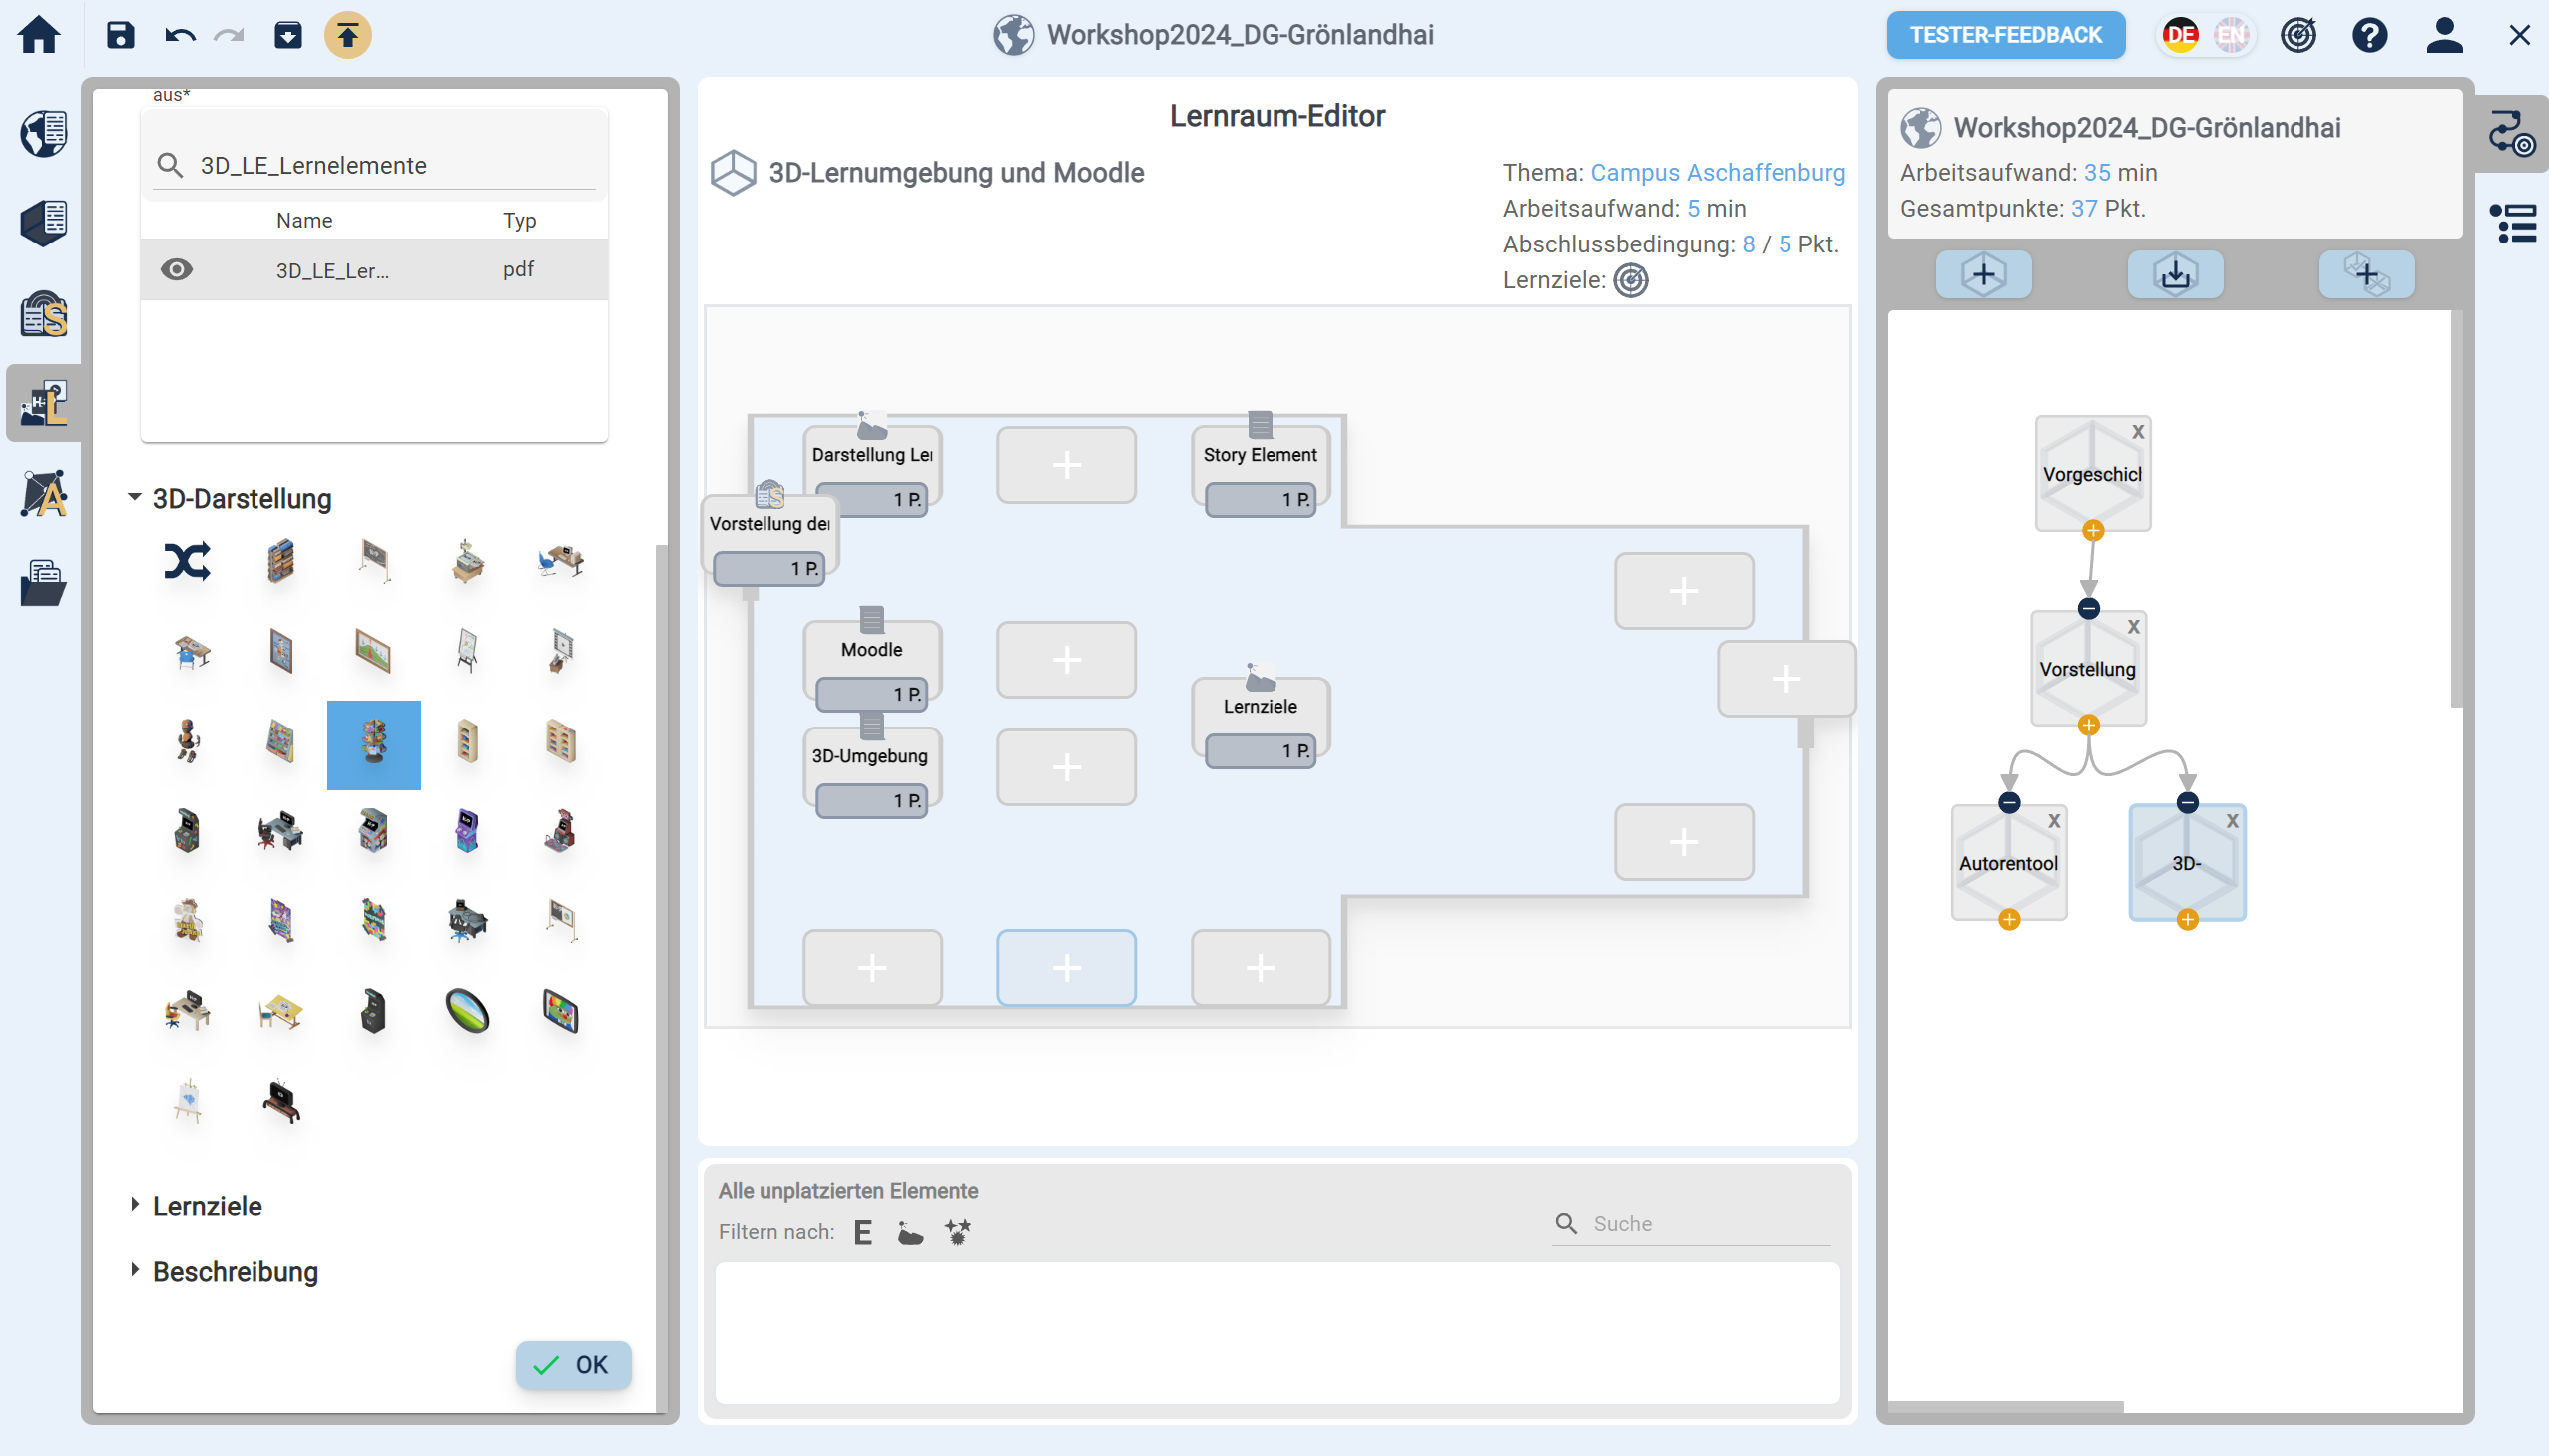 Workshop2024_DG-Grönlandhai
TESTER-FEEDBACK
DE
EN
aus*
3D_LE_Lernelemente
Name
Typ
3D_LE_Ler...
pdf
3D-Darstellung
Lernziele
Beschreibung
OK
Lernraum-Editor
3D-Lernumgebung und Moodle
Thema: Campus Aschaffenburg
Arbeitsaufwand: 5 min
Abschlussbedingung: 8 / 5 Pkt.
Lernziele:
Darstellung Ler
1 P.
Story Element
1 P.
Vorstellung der
1 P.
Moodle
1 P.
3D-Umgebung
1 P.
Lernziele
1 P.
Alle unplatzierten Elemente
Filtern nach: E
Suche
Workshop2024_DG-Grönlandhai
Arbeitsaufwand: 35 min
Gesamtpunkte: 37 Pkt.
X
Vorgeschicl
X
Vorstellung
X
Autorentool
X
3D-
S
H
L
A
S